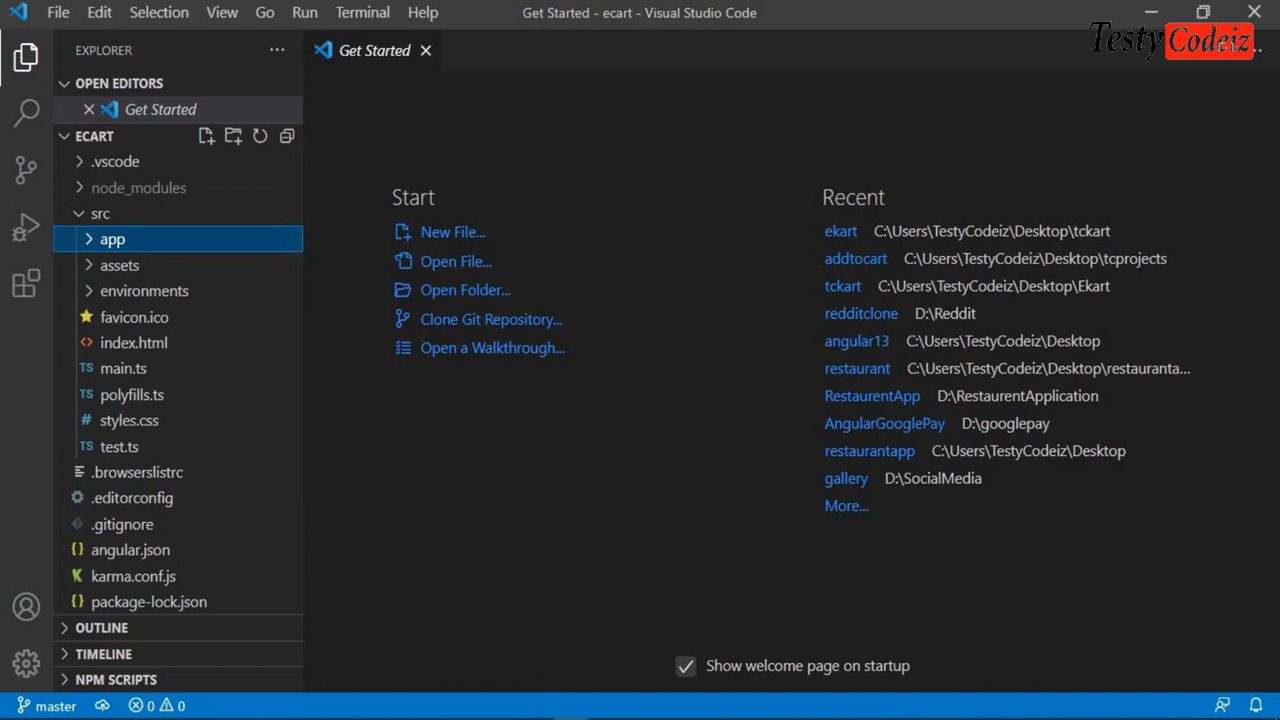 File Edit Selection View Go Run Terminal Help Get Started - ecart - Visual Studio Code
Testy Codeiz
EXPLORER
Get Started
OPEN EDITORS
Get Started
ECART
.vscode
node_modules
src
app
assets
environments
favicon.ico
index.html
main.ts
TS polyfills.ts
styles.css
TS test.ts
.browserslistrc
.editorconfig
.gitignore
angular.json
karma.conf.js
package-lock.json
OUTLINE
TIMELINE
NPM SCRIPTS
Start
New File...
Open File...
Open Folder...
Clone Git Repository...
Open a Walkthrough...
Recent
ekart C:\Users\TestyCodeiz\Desktop\tckart
addtocart C:\Users\TestyCodeiz\Desktop\tcprojects
tckart C:\Users\TestyCodeiz\Desktop\Ekart
redditclone D:\Reddit
angular13 C:\Users\TestyCodeiz\Desktop
restaurant C:\Users\TestyCodeiz\Desktop\restauranta...
RestaurentApp D:\RestaurentApplication
AngularGooglePay D:\googlepay
restaurantapp C:\Users\TestyCodeiz\Desktop
gallery D:\SocialMedia
More...
Show welcome page on startup
master 0 0